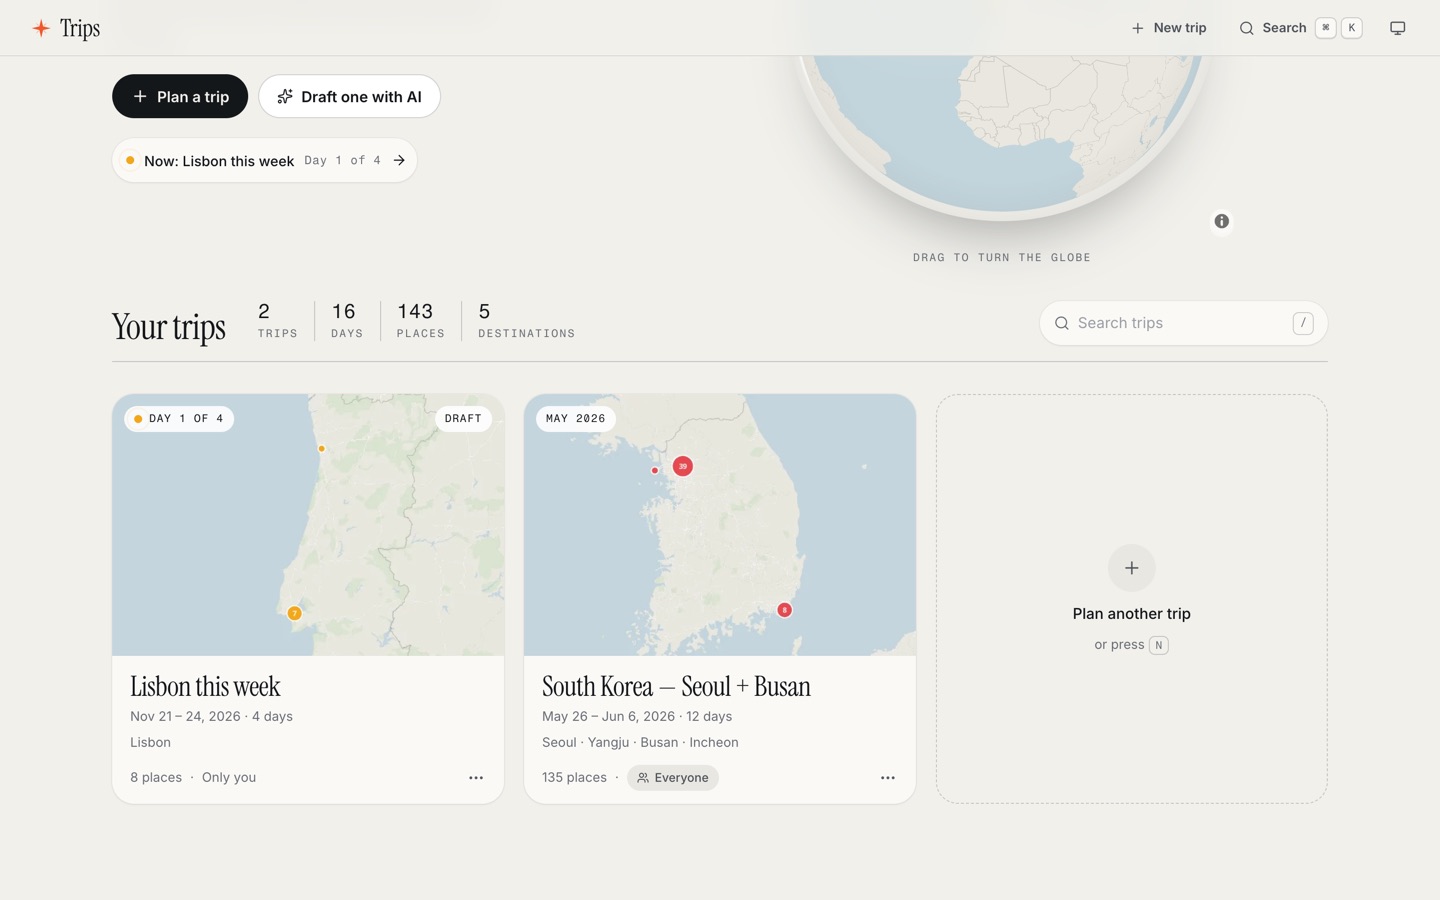 Trips
New trip
Search ⌘ K
Plan a trip
Draft one with AI
Now: Lisbon this week Day 1 of 4
DRAG TO TURN THE GLOBE
Your trips
2 TRIPS
16 DAYS
143 PLACES
5 DESTINATIONS
Search trips /
DAY 1 OF 4
DRAFT
7
Lisbon this week
Nov 21 – 24, 2026 · 4 days
Lisbon
8 places · Only you
MAY 2026
39
8
South Korea — Seoul + Busan
May 26 – Jun 6, 2026 · 12 days
Seoul · Yangju · Busan · Incheon
135 places · Everyone
Plan another trip
or press N